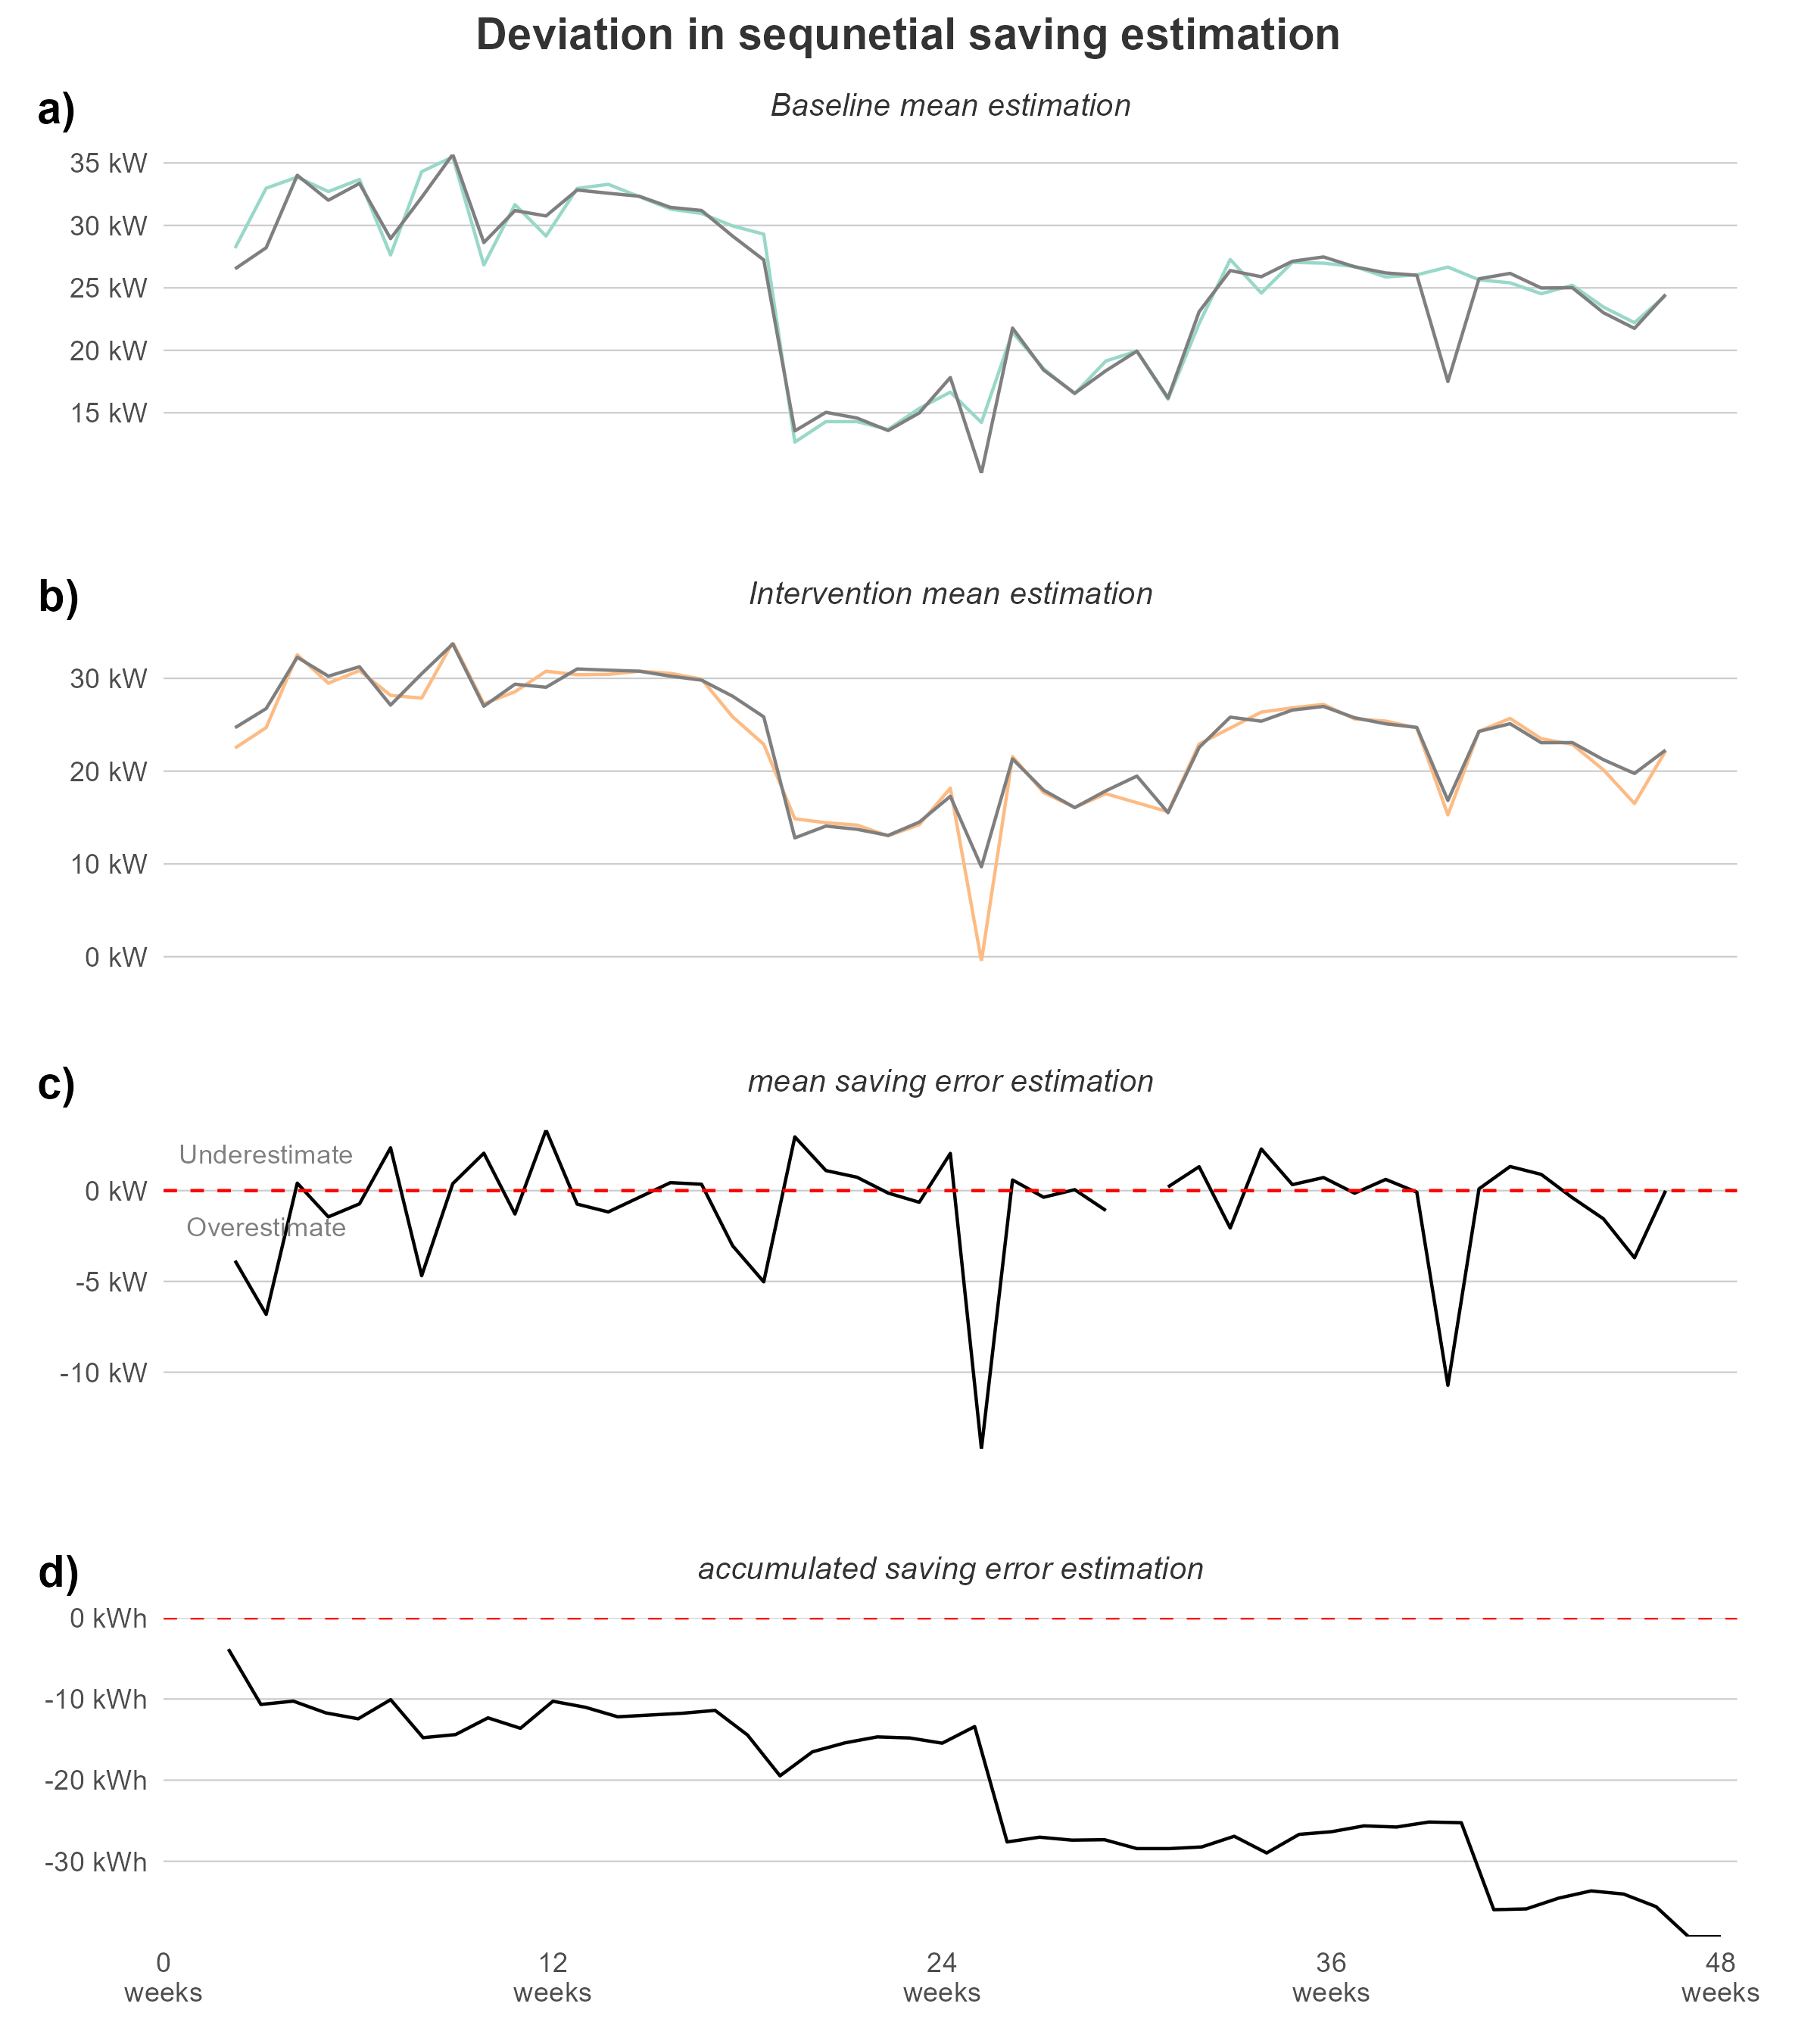 Deviation in sequnetial saving estimation
a)
Baseline mean estimation
35 kW
30 kW
25 kW
20 kW
15 kW
b)
Intervention mean estimation
30 kW
20 kW
10 kW
0 kW
c)
mean saving error estimation
Underestimate
0 kW
Overestimate
-5 kW
-10 kW
d)
accumulated saving error estimation
0 kWh
-10 kWh
-20 kWh
-30 kWh
0 12 24 36 48
weeks weeks weeks weeks weeks